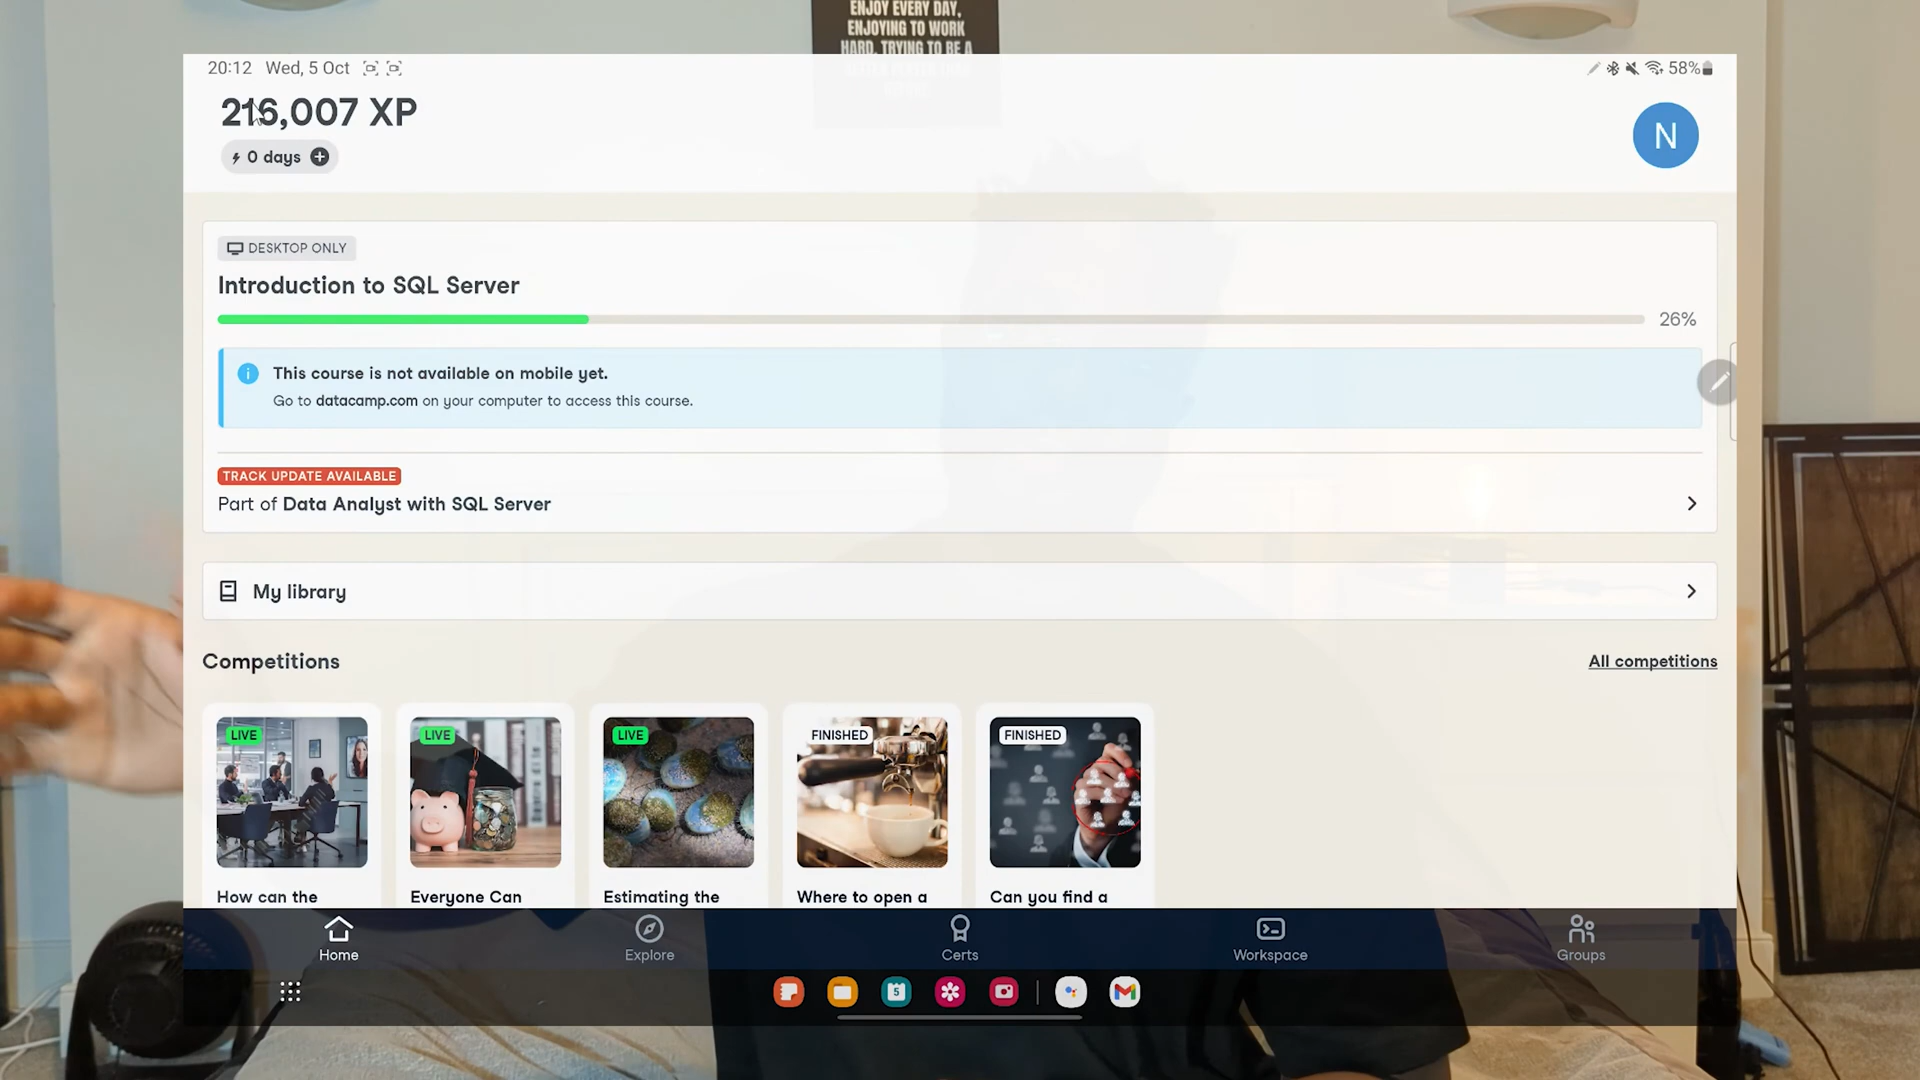 ENJOY EVERY DAY,
ENJOYING TO WORK
HARD, TRYING TO BE A
20:12 Wed, 5 Oct
58%
216,007 XP
0 days
N
DESKTOP ONLY
Introduction to SQL Server
26%
This course is not available on mobile yet.
Go to datacamp.com on your computer to access this course.
TRACK UPDATE AVAILABLE
Part of Data Analyst with SQL Server
My library
Competitions
All competitions
LIVE
LIVE
LIVE
FINISHED
FINISHED
How can the
Everyone Can
Estimating the
Where to open a
Can you find a
Home
Explore
Certs
Workspace
Groups
5